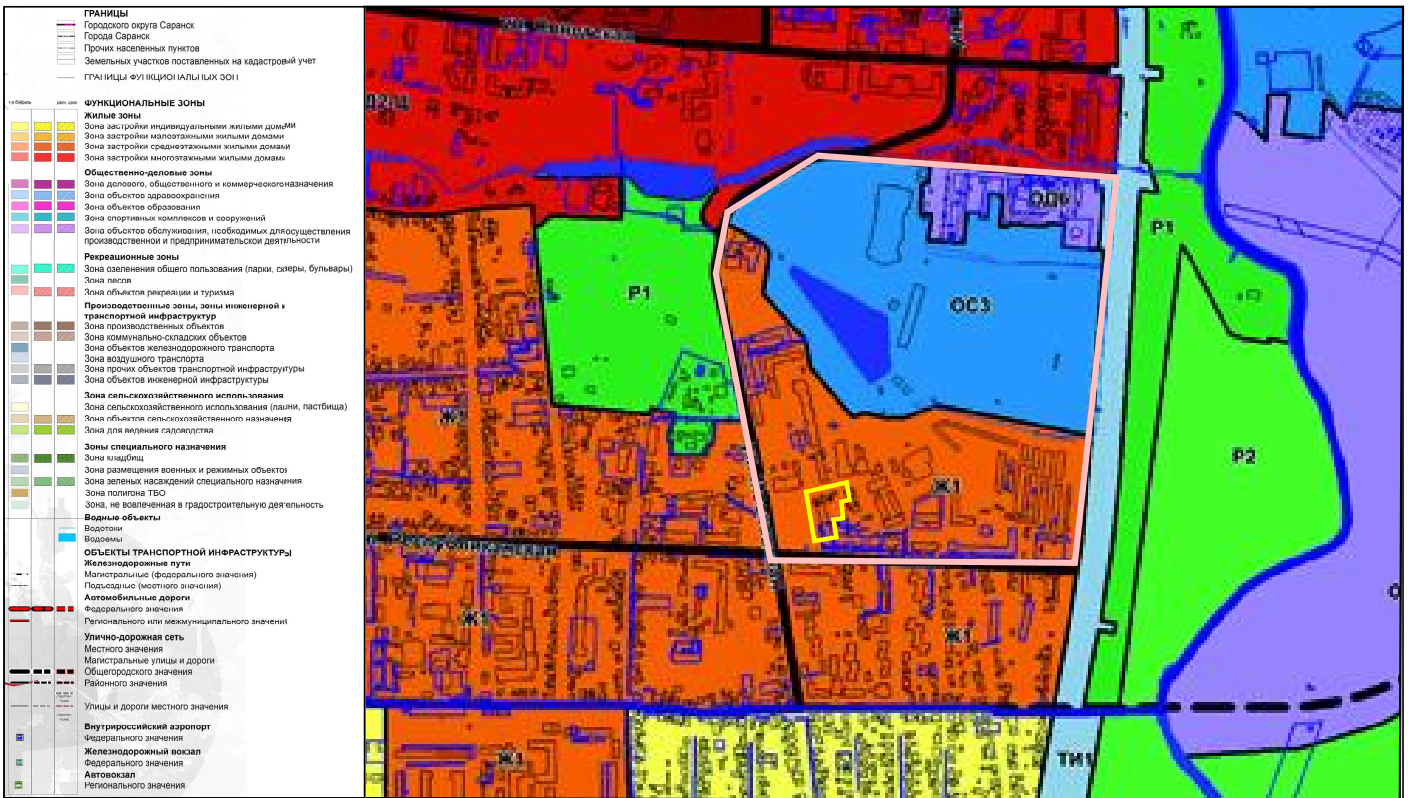 ГРАНИЦЫ
Городского округа Саранск
Города Саранск
Прочих населенных пунктов
Земельных участков поставленных на кадастровый учет
ГРАНИЦЫ ФУНКЦИОНАЛЬНЫХ ЗОН
ФУНКЦИОНАЛЬНЫЕ ЗОНЫ
Жилые зоны
Зона застройки индивидуальными жилыми домами
Зона застройки малоэтажными жилыми домами
Зона застройки среднеэтажными жилыми домами
Зона застройки многоэтажными жилыми домами
Общественно-деловые зоны
Зона делового, общественного и коммерческого назначения
Зона объектов здравоохранения
Зона объектов образования
Зона спортивных комплексов и сооружений
Зона объектов обслуживания, необходимых для осуществления
производственной и предпринимательской деятельности
Рекреационные зоны
Зона озеленения общего пользования (парки, скверы, бульвары)
Зона лесов
Зона объектов рекреации и туризма
Производственные зоны, зоны инженерной и
транспортной инфраструктур
Зона производственных объектов
Зона коммунально-складских объектов
Зона объектов железнодорожного транспорта
Зона воздушного транспорта
Зона прочих объектов транспортной инфраструктуры
Зона объектов инженерной инфраструктуры
Зона сельскохозяйственного использования
Зона сельскохозяйственного использования (пашни, пастбища)
Зона объектов сельскохозяйственного назначения
Зона для ведения садоводства
Зоны специального назначения
Зона кладбищ
Зона размещения военных и режимных объектов
Зона зеленых насаждений специального назначения
Зона полигона ТБО
Зона, не вовлеченная в градостроительную деятельность
Водные объекты
Водотоки
Водоемы
ОБЪЕКТЫ ТРАНСПОРТНОЙ ИНФРАСТРУКТУРЫ
Железнодорожные пути
Магистральные (федерального значения)
Подъездные (местного значения)
Автомобильные дороги
Федерального значения
Регионального или межмуниципального значения
Улично-дорожная сеть
Местного значения
Магистральные улицы и дороги
Общегородского значения
Районного значения
Улицы и дороги местного значения
Внутрироссийский аэропорт
Федерального значения
Железнодорожный вокзал
Федерального значения
Автовокзал
Регионального значения
ОД6
Р1
Р1
ОС3
Ж1
Р2
Ж1
Ж1
Ж1
Ж1
ТИ1